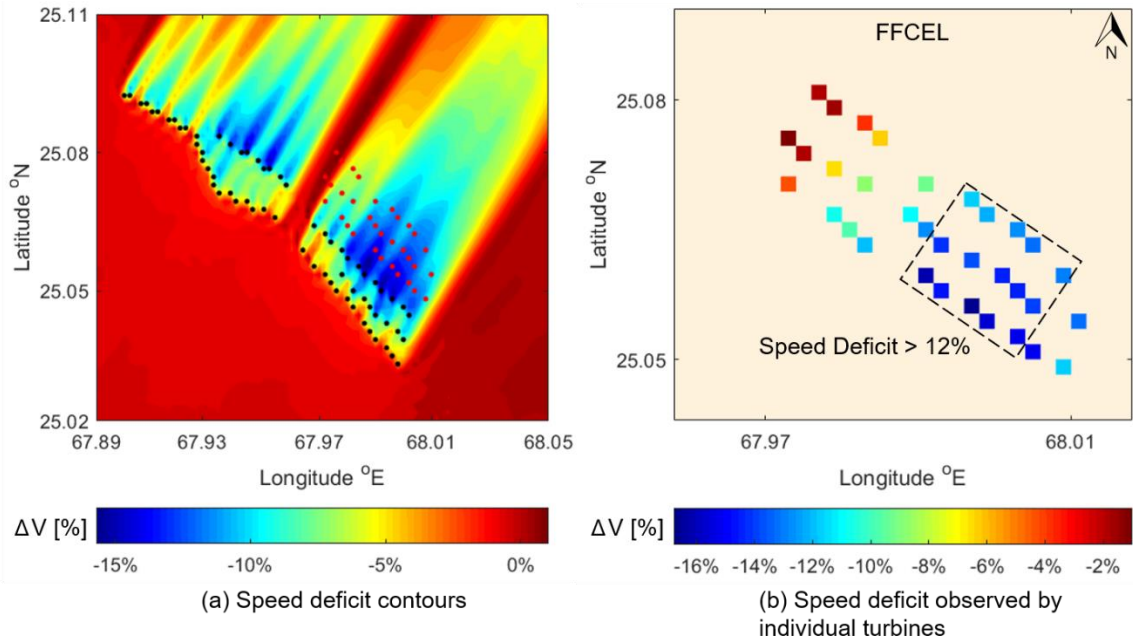 25.11
25.08
25.05
25.02
Latitude °N
67.89 67.93 67.97 68.01 68.05
Longitude °E
ΔV [%]
-15% -10% -5% 0%
(a) Speed deficit contours
FFCEL
N
25.08
25.05
Latitude °N
Speed Deficit > 12%
67.97 68.01
Longitude °E
ΔV [%]
-16% -14% -12% -10% -8% -6% -4% -2%
(b) Speed deficit observed by
individual turbines